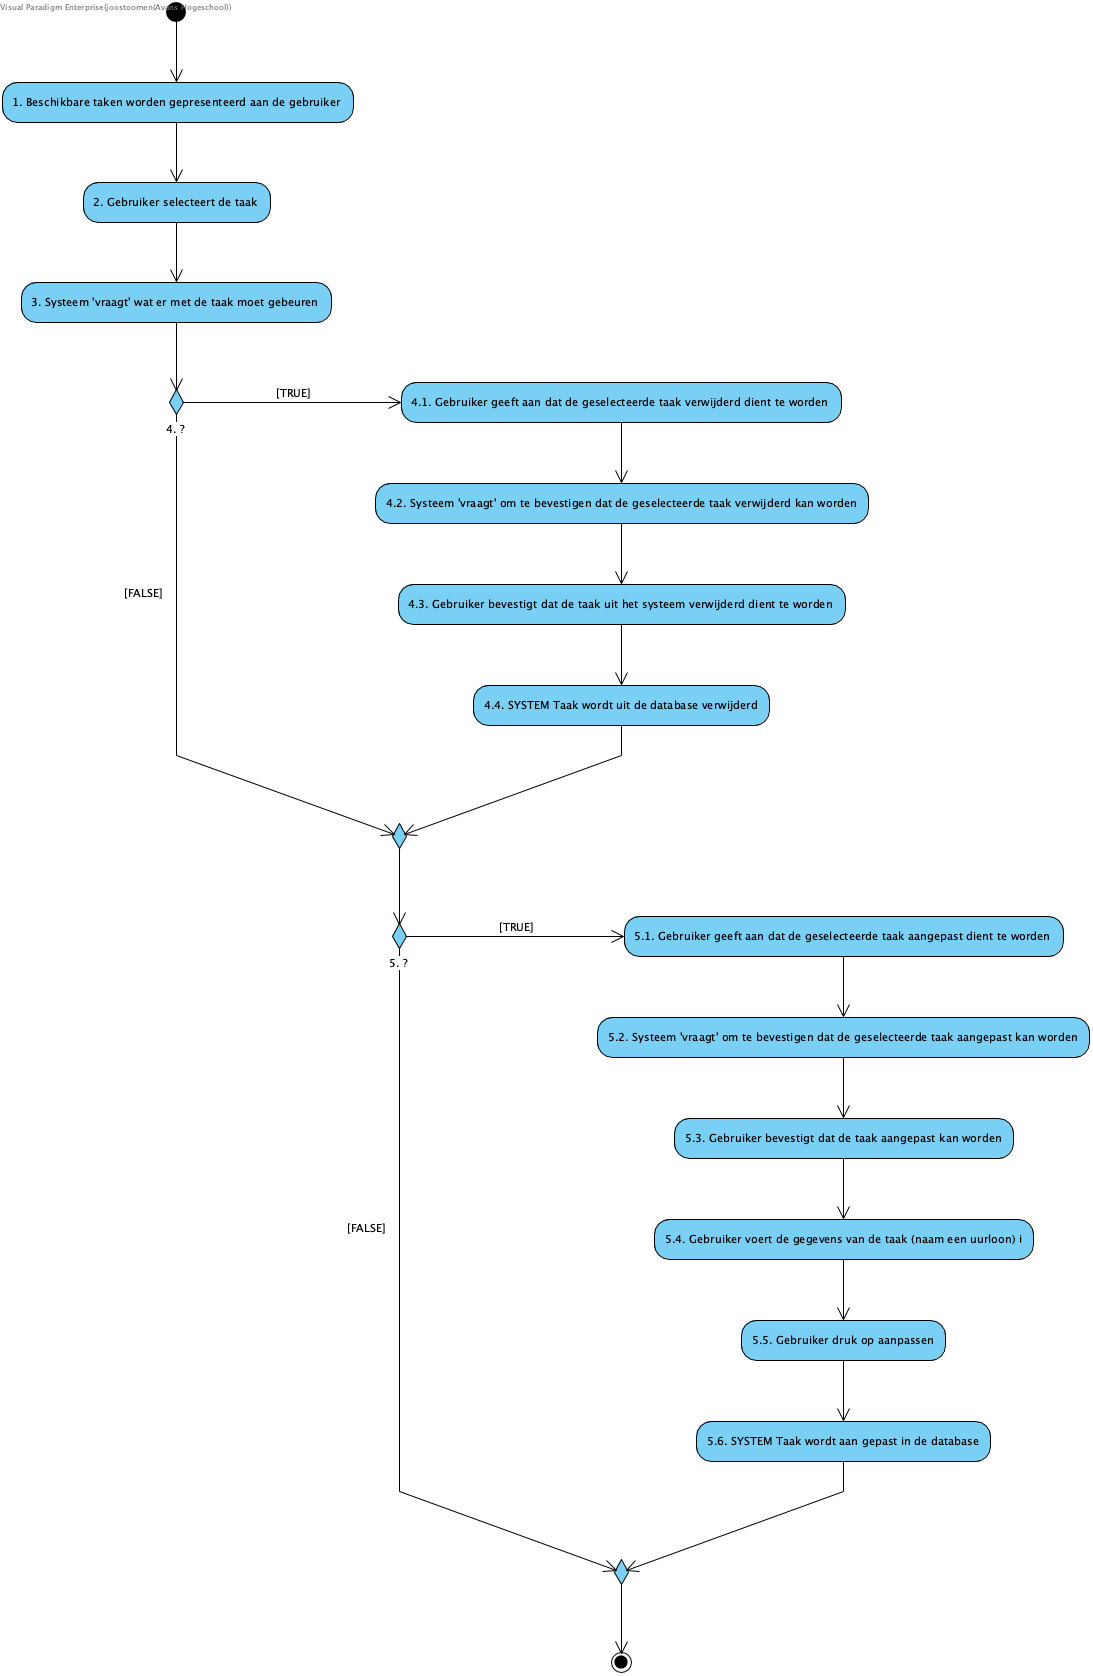 Visual Paradigm Enterprise(joostoomen(Avans Hogeschool))
1. Beschikbare taken worden gepresenteerd aan de gebruiker
2. Gebruiker selecteert de taak
3. Systeem 'vraagt' wat er met de taak moet gebeuren
[TRUE]
4.1. Gebruiker geeft aan dat de geselecteerde taak verwijderd dient te worden
4. ?
4.2. Systeem 'vraagt' om te bevestigen dat de geselecteerde taak verwijderd kan worden
[FALSE]
4.3. Gebruiker bevestigt dat de taak uit het systeem verwijderd dient te worden
4.4. SYSTEM Taak wordt uit de database verwijderd
[TRUE]
5.1. Gebruiker geeft aan dat de geselecteerde taak aangepast dient te worden
5. ?
5.2. Systeem 'vraagt' om te bevestigen dat de geselecteerde taak aangepast kan worden
5.3. Gebruiker bevestigt dat de taak aangepast kan worden
[FALSE]
5.4. Gebruiker voert de gegevens van de taak (naam een uurloon) i
5.5. Gebruiker druk op aanpassen
5.6. SYSTEM Taak wordt aan gepast in de database